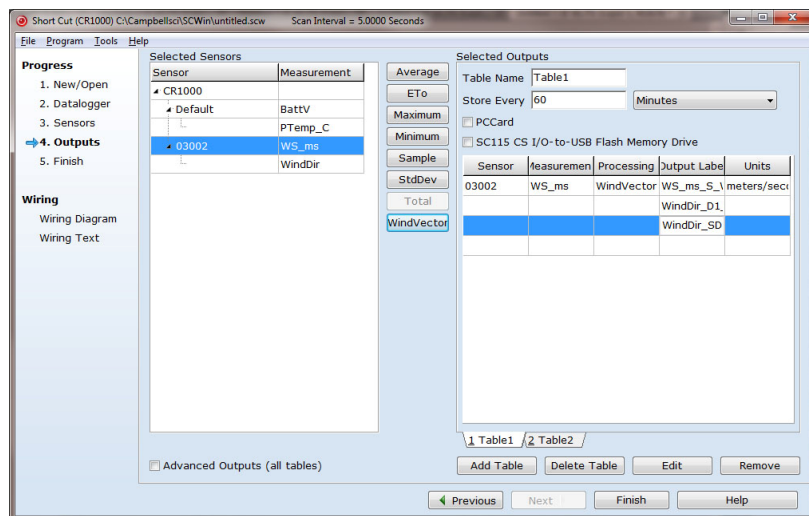 Short Cut (CR1000) C:\Campbellsci\SCWin\untitled.scw Scan Interval = 5.0000 Seconds
File Program Tools Help
Progress
1. New/Open
2. Datalogger
3. Sensors
4. Outputs
5. Finish
Wiring
Wiring Diagram
Wiring Text
Selected Sensors
Sensor Measurement
CR1000
Default BattV
PTemp_C
03002 WS_ms
WindDir
Advanced Outputs (all tables)
Average
ETo
Maximum
Minimum
Sample
StdDev
Total
WindVector
Selected Outputs
Table Name Table1
Store Every 60 Minutes
PCCard
SC115 CS I/O-to-USB Flash Memory Drive
Sensor Measuremen Processing Output Labe Units
03002 WS_ms WindVector WS_ms_S_\ meters/seco
WindDir_D1_
WindDir_SD
1 Table1 2 Table2
Add Table Delete Table Edit Remove
Previous Next Finish Help